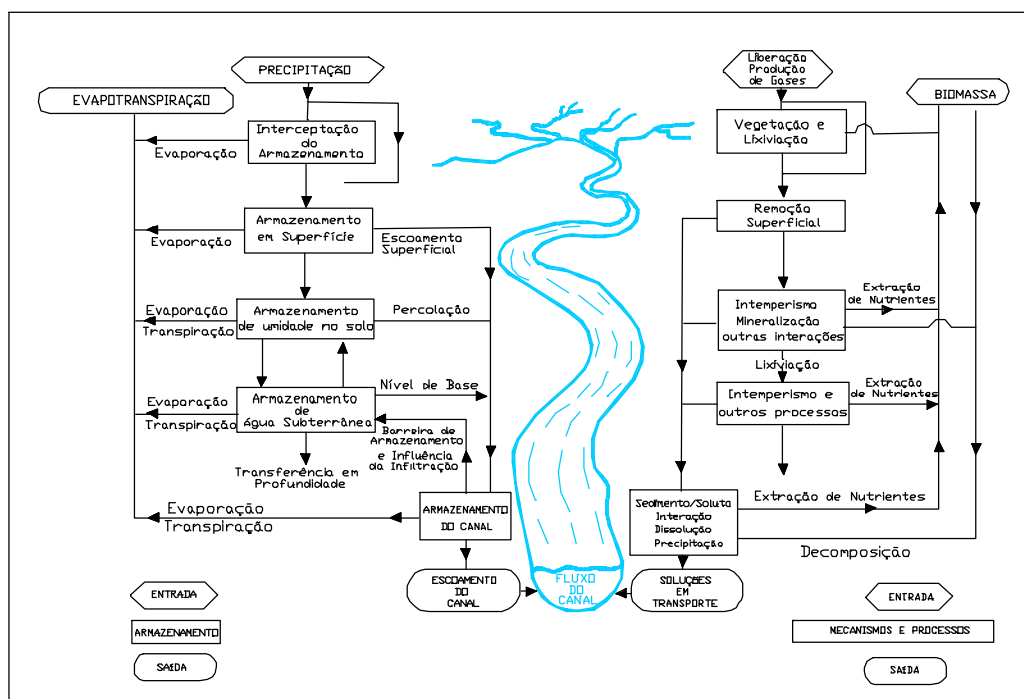 PRECIPITAÇÃO
EVAPOTRANSPIRAÇÃO
Interceptação
do
Armazenamento
Evaporação
Armazenamento
em Superfície
Evaporação
Escoamento
Superficial
Evaporação
Transpiração
Armazenamento
de umidade no solo
Percolação
Evaporação
Transpiração
Armazenamento
de
água Subterrânea
Nível de Base
Barreira de
Armazenamento
e Influência
da Infiltração
Transferência em
Profundidade
Evaporação
Transpiração
ARMAZENAMENTO
DO CANAL
ESCOAMENTO
DO
CANAL
FLUXO
DO
CANAL
ENTRADA
ARMAZENAMENTO
SAÍDA
Liberação
Produção
de Gases
BIOMASSA
Vegetação e
Lixiviação
Remoção
Superficial
Intemperismo
Mineralização
outras interações
Extração
de Nutrientes
Lixiviação
Intemperismo e
outros processas
Extração
de Nutrientes
Sedimento/Soluta
Interação
Dissolução
Precipitação
Extração de Nutrientes
Decomposição
SOLUÇÕES
EM
TRANSPORTE
ENTRADA
MECANISMOS E PROCESSOS
SAÍDA